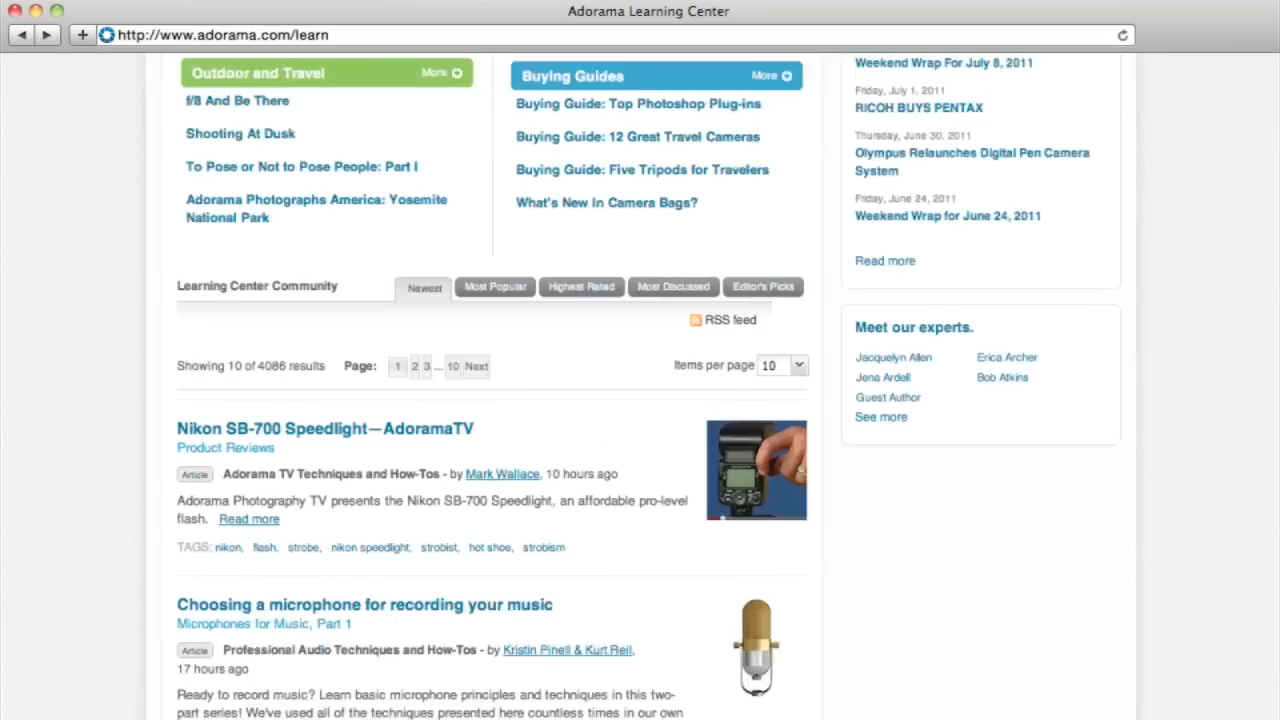 Adorama Learning Center
http://www.adorama.com/learn
Outdoor and Travel
More
f/8 And Be There
Shooting At Dusk
To Pose or Not to Pose People: Part I
Adorama Photographs America: Yosemite
National Park
Buying Guides
More
Buying Guide: Top Photoshop Plug-ins
Buying Guide: 12 Great Travel Cameras
Buying Guide: Five Tripods for Travelers
What's New In Camera Bags?
Weekend Wrap For July 8, 2011
Friday, July 1, 2011
RICOH BUYS PENTAX
Thursday, June 30, 2011
Olympus Relaunches Digital Pen Camera
System
Friday, June 24, 2011
Weekend Wrap for June 24, 2011
Read more
Learning Center Community
Newest
Most Popular
Highest Rated
Most Discussed
Editor's Picks
RSS feed
Showing 10 of 4086 results
Page: 1 2 3 ... 10 Next
Items per page 10
Meet our experts.
Jacquelyn Allen
Erica Archer
Jena Ardell
Bob Atkins
Guest Author
See more
Nikon SB-700 Speedlight—AdoramaTV
Product Reviews
Article Adorama TV Techniques and How-Tos - by Mark Wallace, 10 hours ago
Adorama Photography TV presents the Nikon SB-700 Speedlight, an affordable pro-level
flash. Read more
TAGS: nikon, flash, strobe, nikon speedlight, strobist, hot shoe, strobism
Choosing a microphone for recording your music
Microphones for Music, Part 1
Article Professional Audio Techniques and How-Tos - by Kristin Pinell & Kurt Reil,
17 hours ago
Ready to record music? Learn basic microphone principles and techniques in this two-
part series! We've used all of the techniques presented here countless times in our own